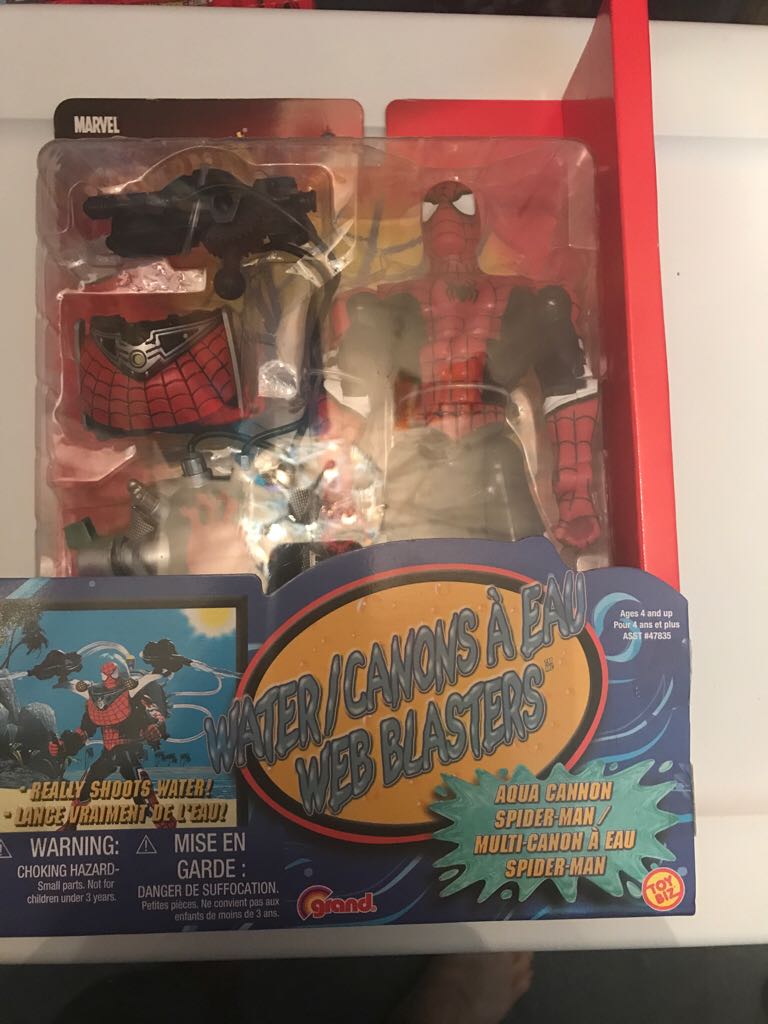 MARVEL
Ages 4 and up
Pour 4 ans et plus
ASST #47835
WATER/CANONS À EAU
WEB BLASTERS™
- REALLY SHOOTS WATER!
- LANCE VRAIMENT DE L'EAU!
AQUA CANNON
SPIDER-MAN /
MULTI-CANON À EAU
SPIDER-MAN
WARNING:
CHOKING HAZARD-
Small parts. Not for
children under 3 years.
MISE EN
GARDE :
DANGER DE SUFFOCATION.
Petites pièces. Ne convient pas aux
enfants de moins de 3 ans.
grand
TOY
BIZ